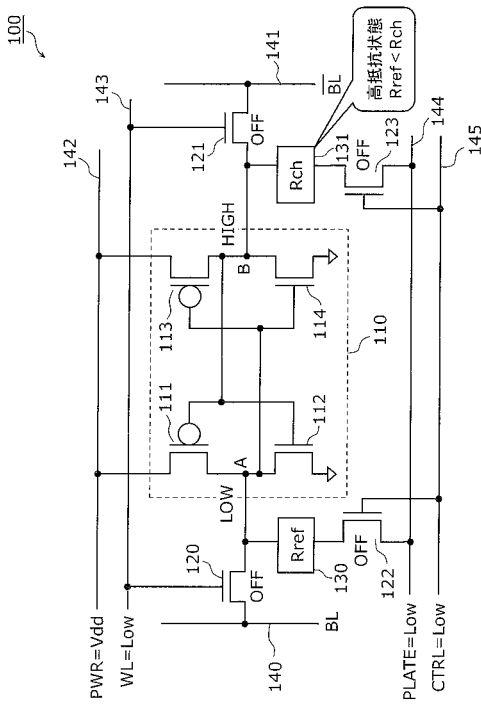 100
142
143
141
BL
121
OFF
Rch
131
高抵抗状態
Rref<Rch
OFF
123
144
145
HIGH
B
113
114
110
111
112
A
LOW
120
OFF
Rref
130
OFF
122
140
BL
PWR=Vdd
WL=Low
PLATE=Low
CTRL=Low